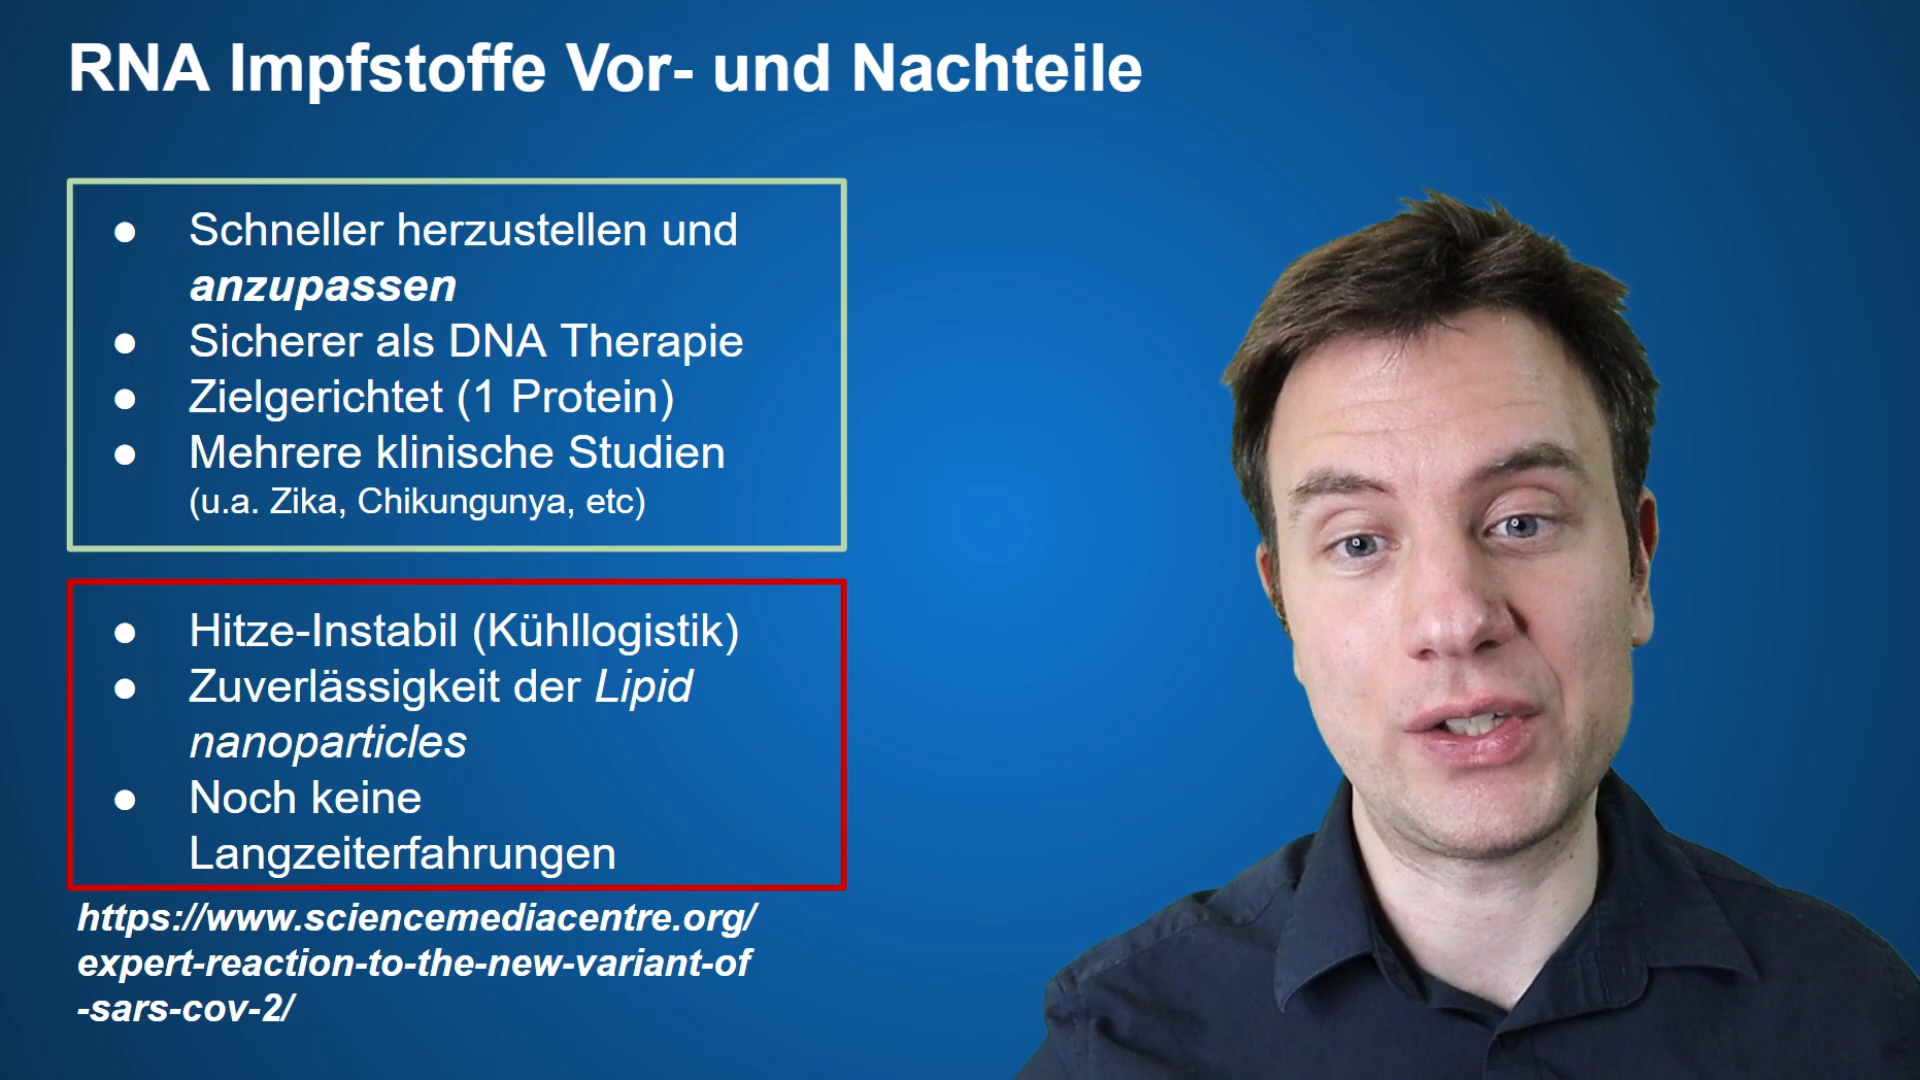 RNA Impfstoffe Vor- und Nachteile
● Schneller herzustellen und
anzupassen
● Sicherer als DNA Therapie
● Zielgerichtet (1 Protein)
● Mehrere klinische Studien
(u.a. Zika, Chikungunya, etc)
● Hitze-Instabil (Kühllogistik)
● Zuverlässigkeit der Lipid
nanoparticles
● Noch keine
Langzeiterfahrungen
https://www.sciencemediacentre.org/
expert-reaction-to-the-new-variant-of
-sars-cov-2/